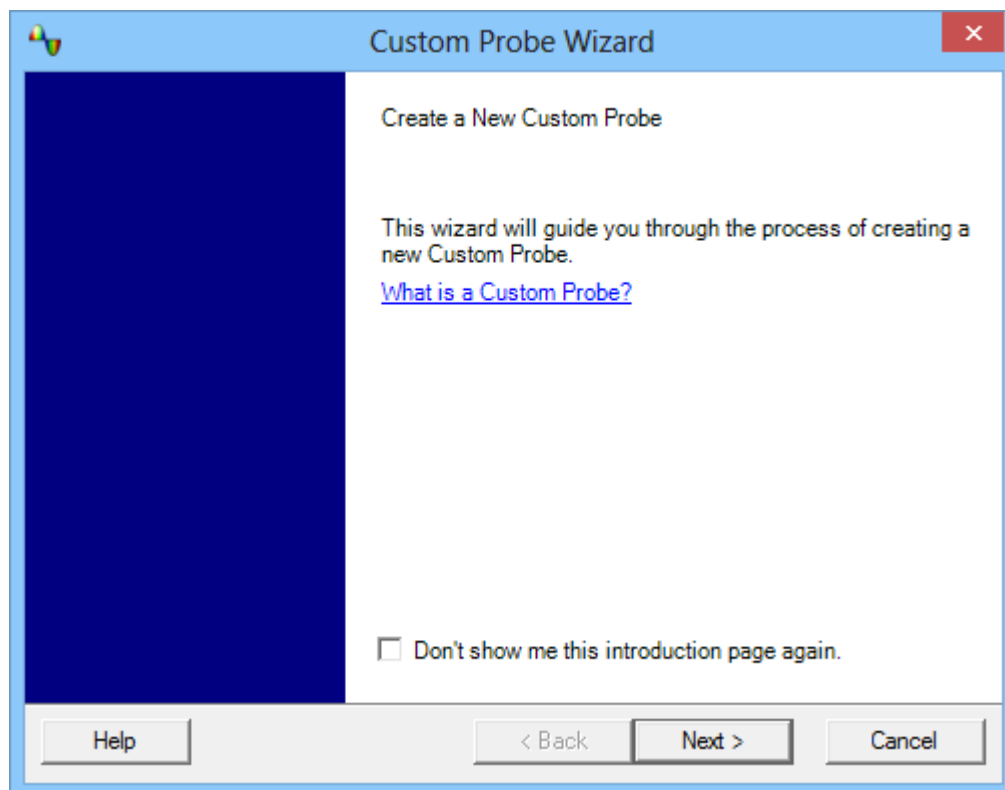 Custom Probe Wizard
Create a New Custom Probe
This wizard will guide you through the process of creating a
new Custom Probe.
What is a Custom Probe?
Don't show me this introduction page again.
Help
< Back
Next >
Cancel